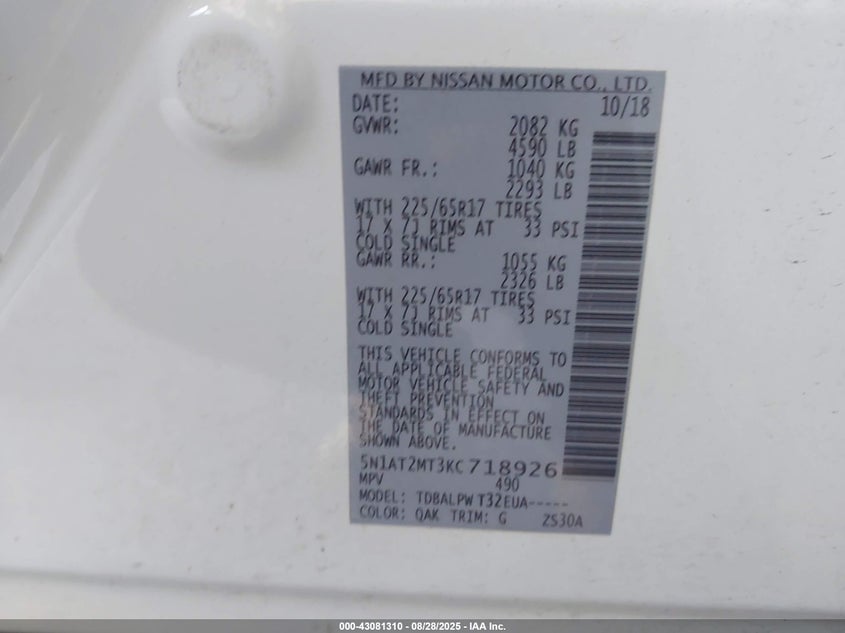 MFD BY NISSAN MOTOR CO., LTD.
DATE: 10/18
GVWR: 2082 KG
4590 LB
GAWR FR.: 1040 KG
2293 LB
WITH 225/65R17 TIRES
17 X 7J RIMS AT 33 PSI
COLD SINGLE
GAWR RR.: 1055 KG
2326 LB
WITH 225/65R17 TIRES
17 X 7J RIMS AT 33 PSI
COLD SINGLE
THIS VEHICLE CONFORMS TO
ALL APPLICABLE FEDERAL
MOTOR VEHICLE SAFETY AND
THEFT PREVENTION
STANDARDS IN EFFECT ON
THE DATE OF MANUFACTURE
SHOWN ABOVE.
5N1AT2MT3KC718926
MPV 490
MODEL: TDBALPW T32EUA-----
COLOR: QAK TRIM: G ZS30A
000-43081310 - 08/28/2025 - IAA Inc.